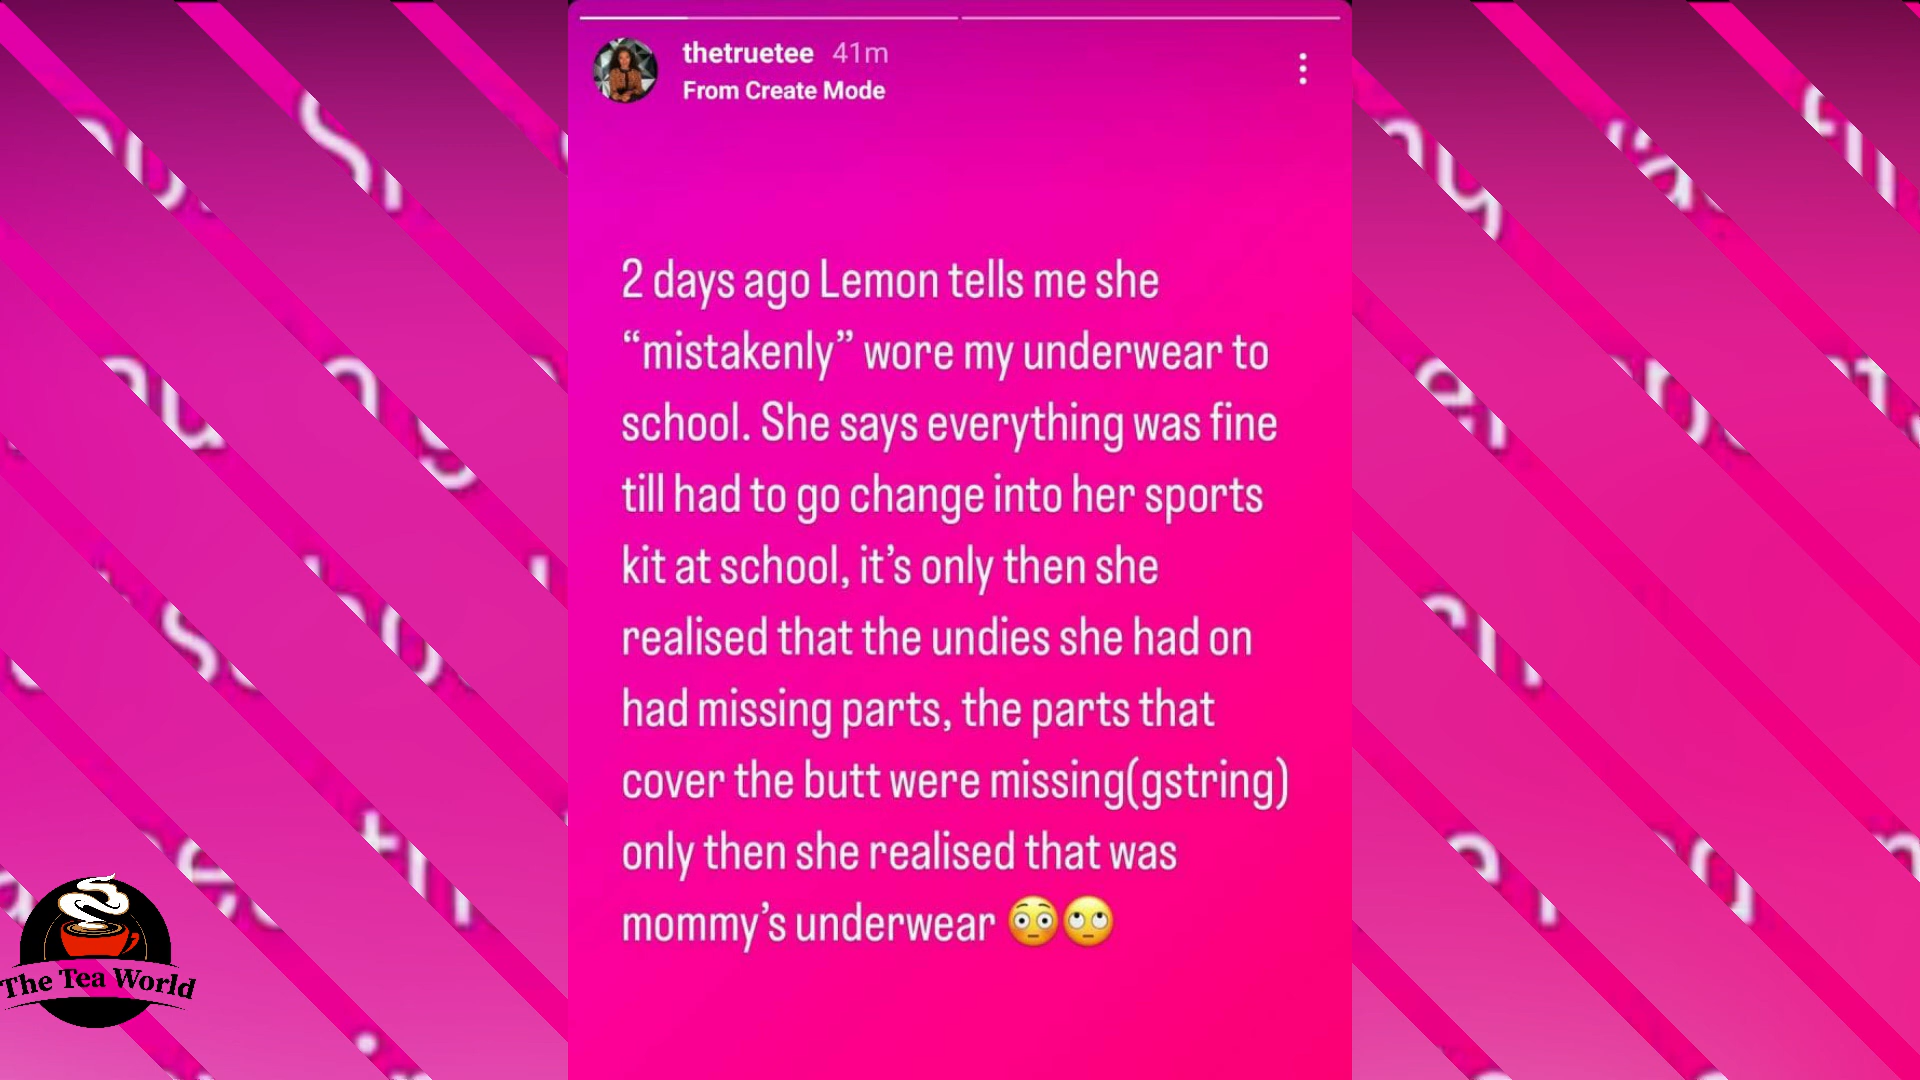 thetruetee 41m
From Create Mode
2 days ago Lemon tells me she
“mistakenly” wore my underwear to
school. She says everything was fine
till had to go change into her sports
kit at school, it’s only then she
realised that the undies she had on
had missing parts, the parts that
cover the butt were missing(gstring)
only then she realised that was
mommy’s underwear 😳🙄
The Tea World